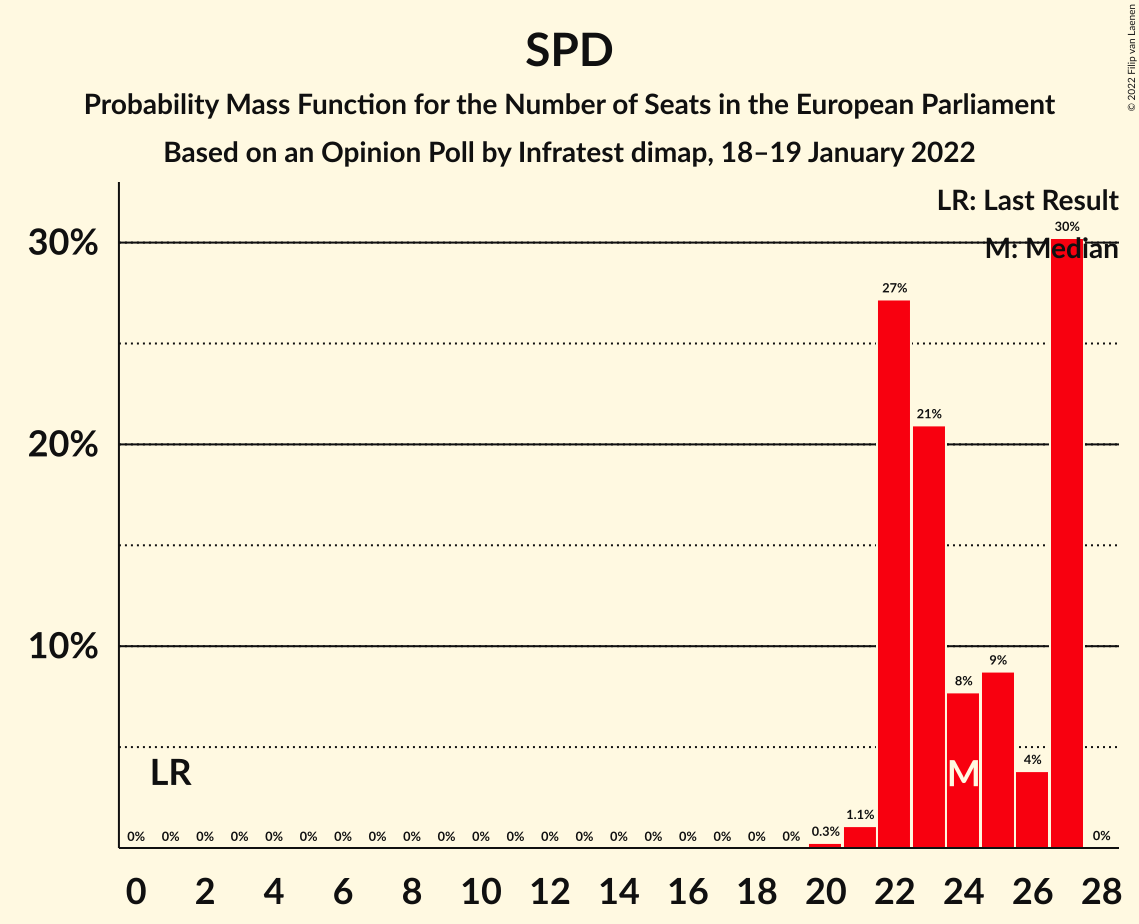 SPD
Probability Mass Function for the Number of Seats in the European Parliament
Based on an Opinion Poll by Infratest dimap, 18–19 January 2022
© 2022 Filip van Laenen
LR: Last Result
M: Median
30%
20%
10%
30%
27%
21%
9%
8%
4%
1.1%
0.3%
LR
M
0% 0% 0% 0% 0% 0% 0% 0% 0% 0% 0% 0% 0% 0% 0% 0% 0% 0% 0% 0% 0%
0 2 4 6 8 10 12 14 16 18 20 22 24 26 28